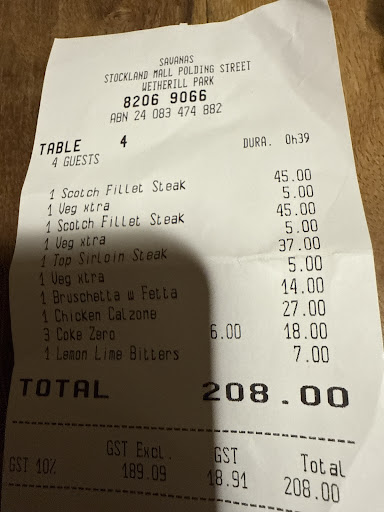 SAVANAS
STOCKLAND MALL POLDING STREET
WETHERILL PARK
8206 9066
ABN 24 083 474 882
TABLE 4 DURA. 0h39
4 GUESTS
1 Scotch Fillet Steak 45.00
1 Veg xtra 5.00
1 Scotch Fillet Steak 45.00
1 Veg xtra 5.00
1 Top Sirloin Steak 37.00
1 Veg xtra 5.00
1 Bruschetta w Fetta 14.00
1 Chicken Calzone 27.00
3 Coke Zero 6.00 18.00
1 Lemon Lime Bitters 7.00
TOTAL 208.00
GST Excl. GST Total
GST 10% 189.09 18.91 208.00